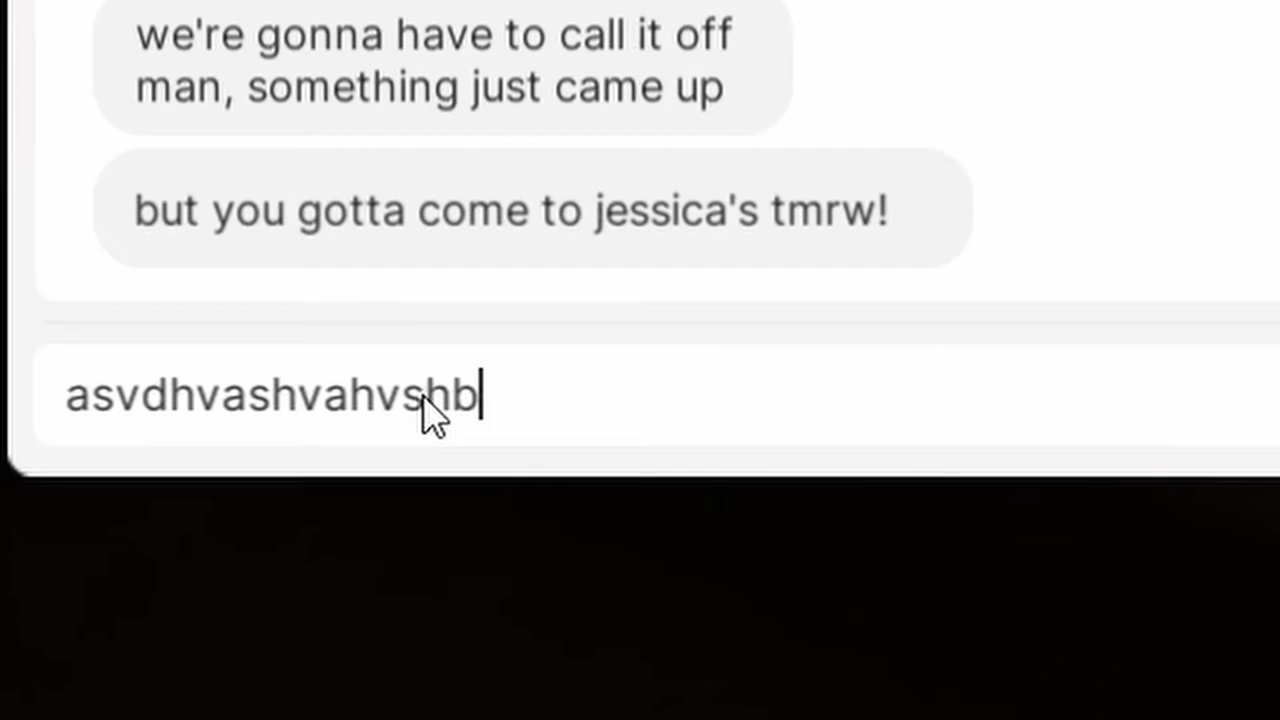 we're gonna have to call it off
man, something just came up
but you gotta come to jessica's tmrw!
asvdhvashvahvshb